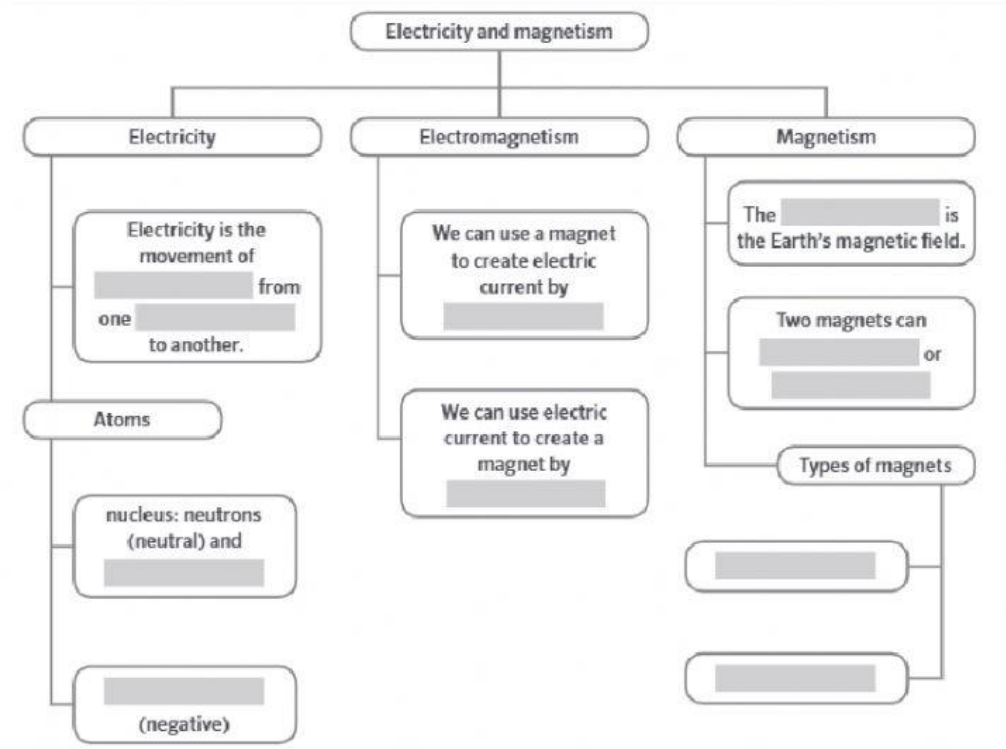 Electricity and magnetism
Electricity
Electricity is the
movement of
from
one
to another.
Atoms
nucleus: neutrons
(neutral) and
(negative)
Electromagnetism
We can use a magnet
to create electric
current by
We can use electric
current to create a
magnet by
Magnetism
The is
the Earth's magnetic field.
Two magnets can
or
Types of magnets